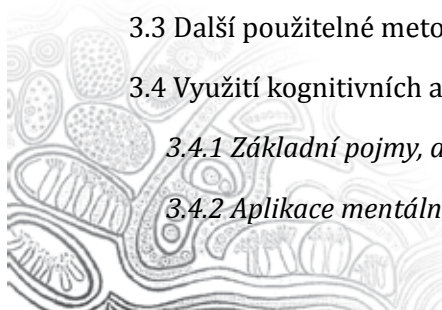 3.3 Další použitelné meto
3.4 Využití kognitivních a
3.4.1 Základní pojmy, a
3.4.2 Aplikace mentáln